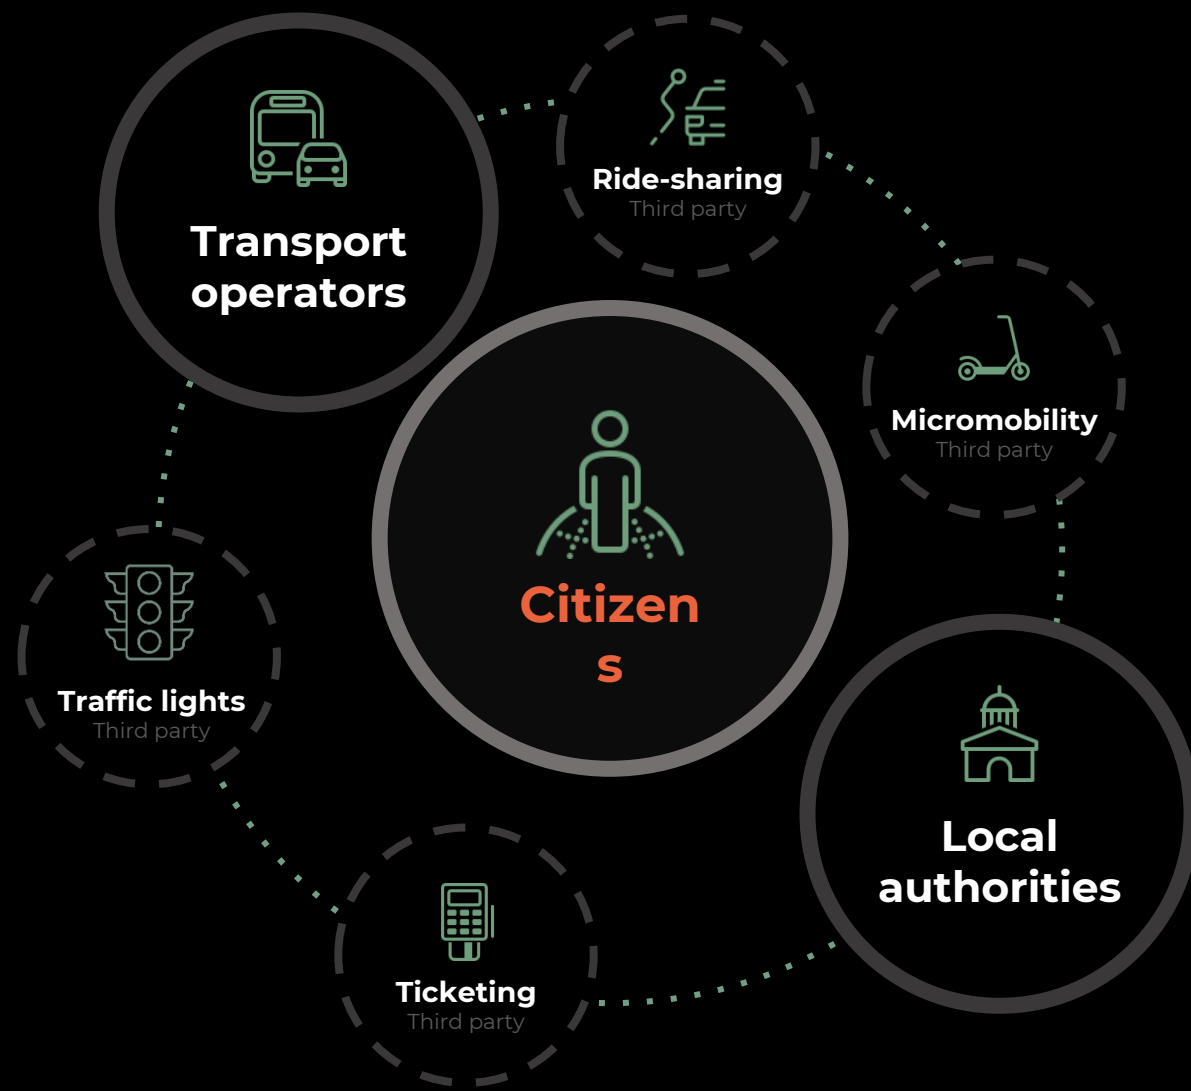 Transport
operators
Ride-sharing
Third party
Micromobility
Third party
Citizen
s
Traffic lights
Third party
Local
authorities
Ticketing
Third party